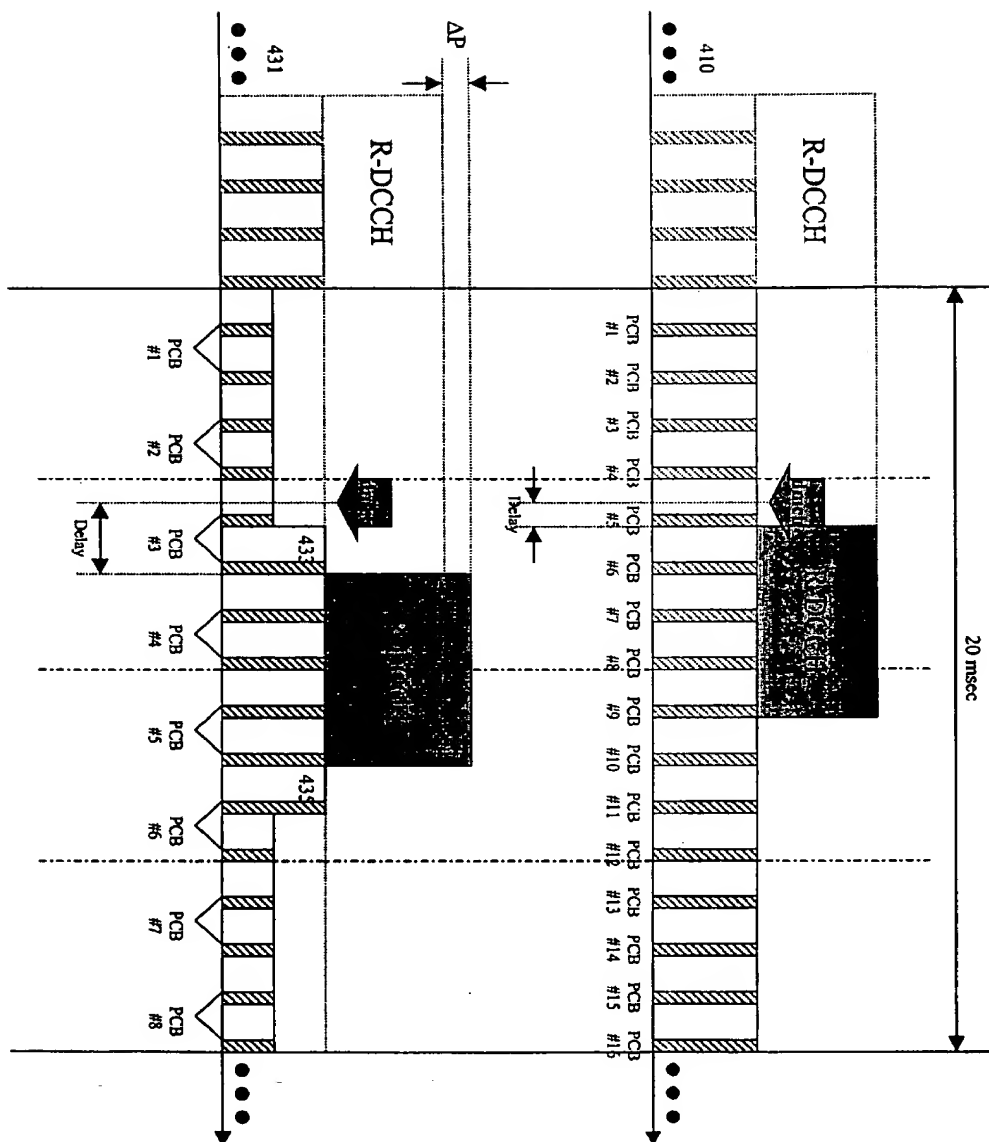 20 msec
R-DCCH
R-DCCH
410
PCB PCB PCB PCB PCB PCB PCB PCB PCB PCB PCB PCB PCB PCB PCB PCB
#1 #2 #3 #4 #5 #6 #7 #8 #9 #10 #11 #12 #13 #14 #15 #16
Delay
ΔP
R-DCCH
433
435
431
PCB PCB PCB PCB PCB PCB PCB PCB
#1 #2 #3 #4 #5 #6 #7 #8
Delay